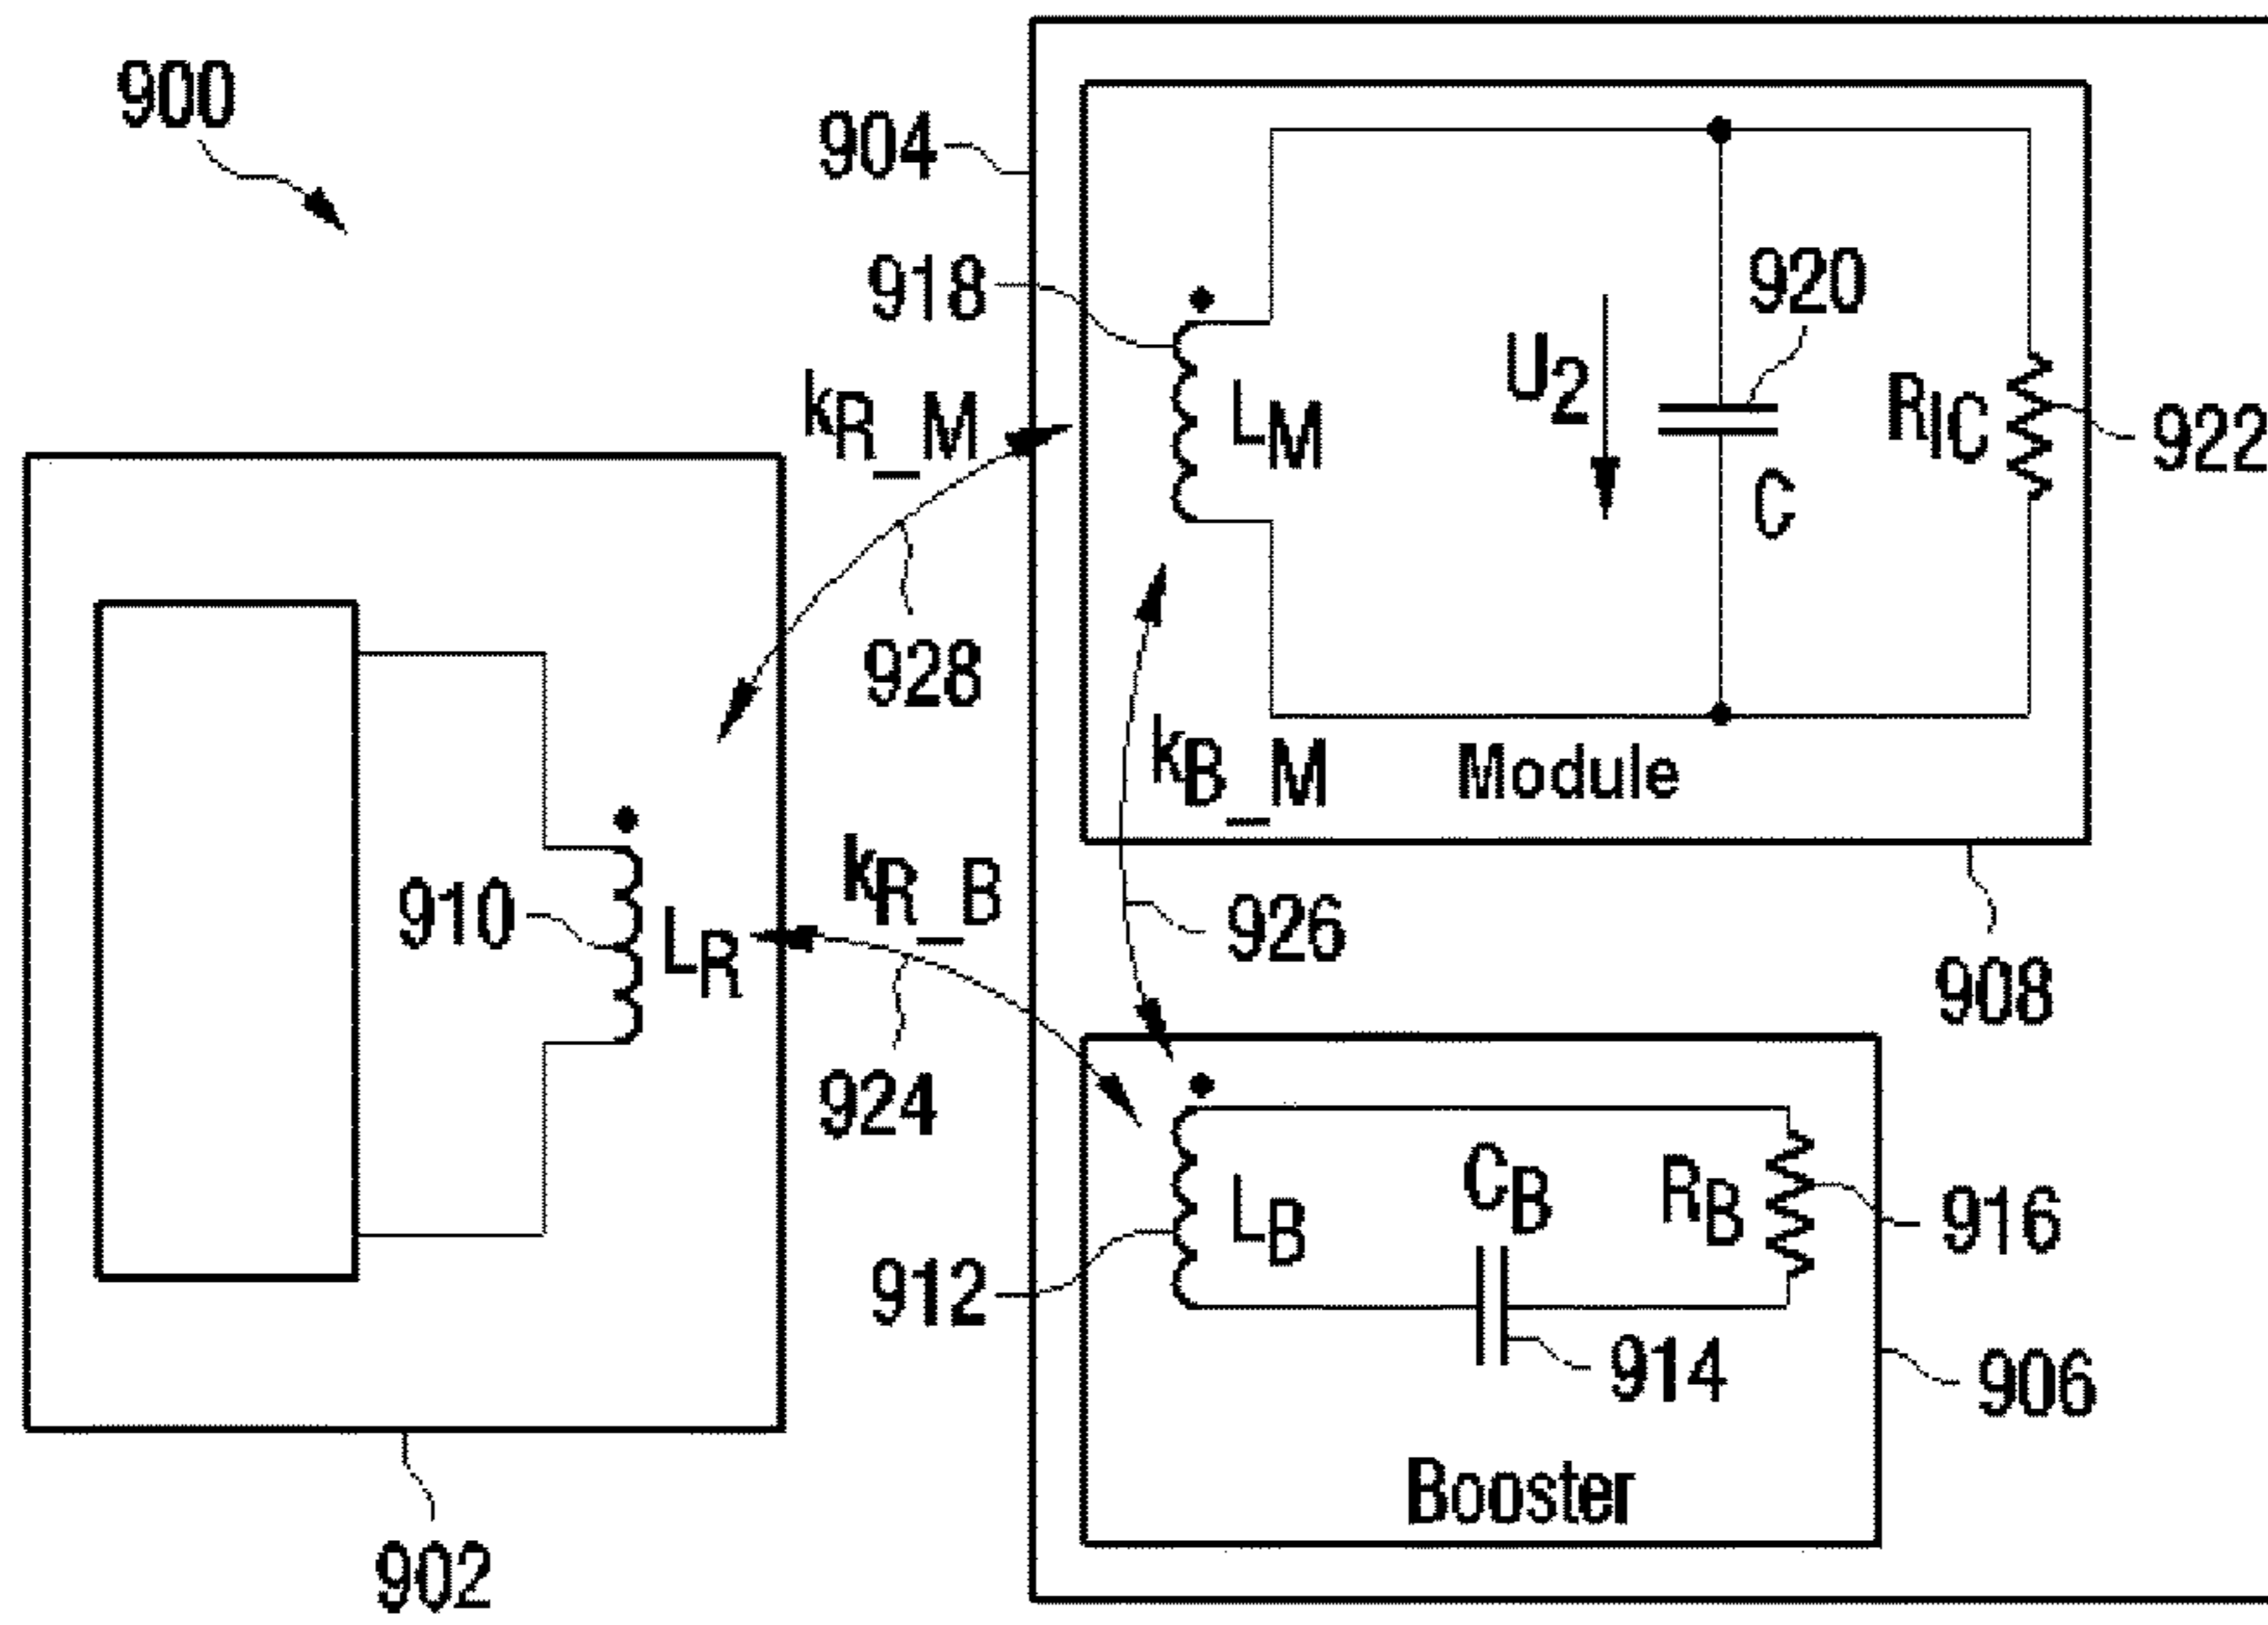 900
904
918
920
U2
LM
RIC
922
C
kR_M
928
kB_M
Module
910
LR
kR_B
926
908
924
LB
CB
RB
916
912
914
906
Booster
902